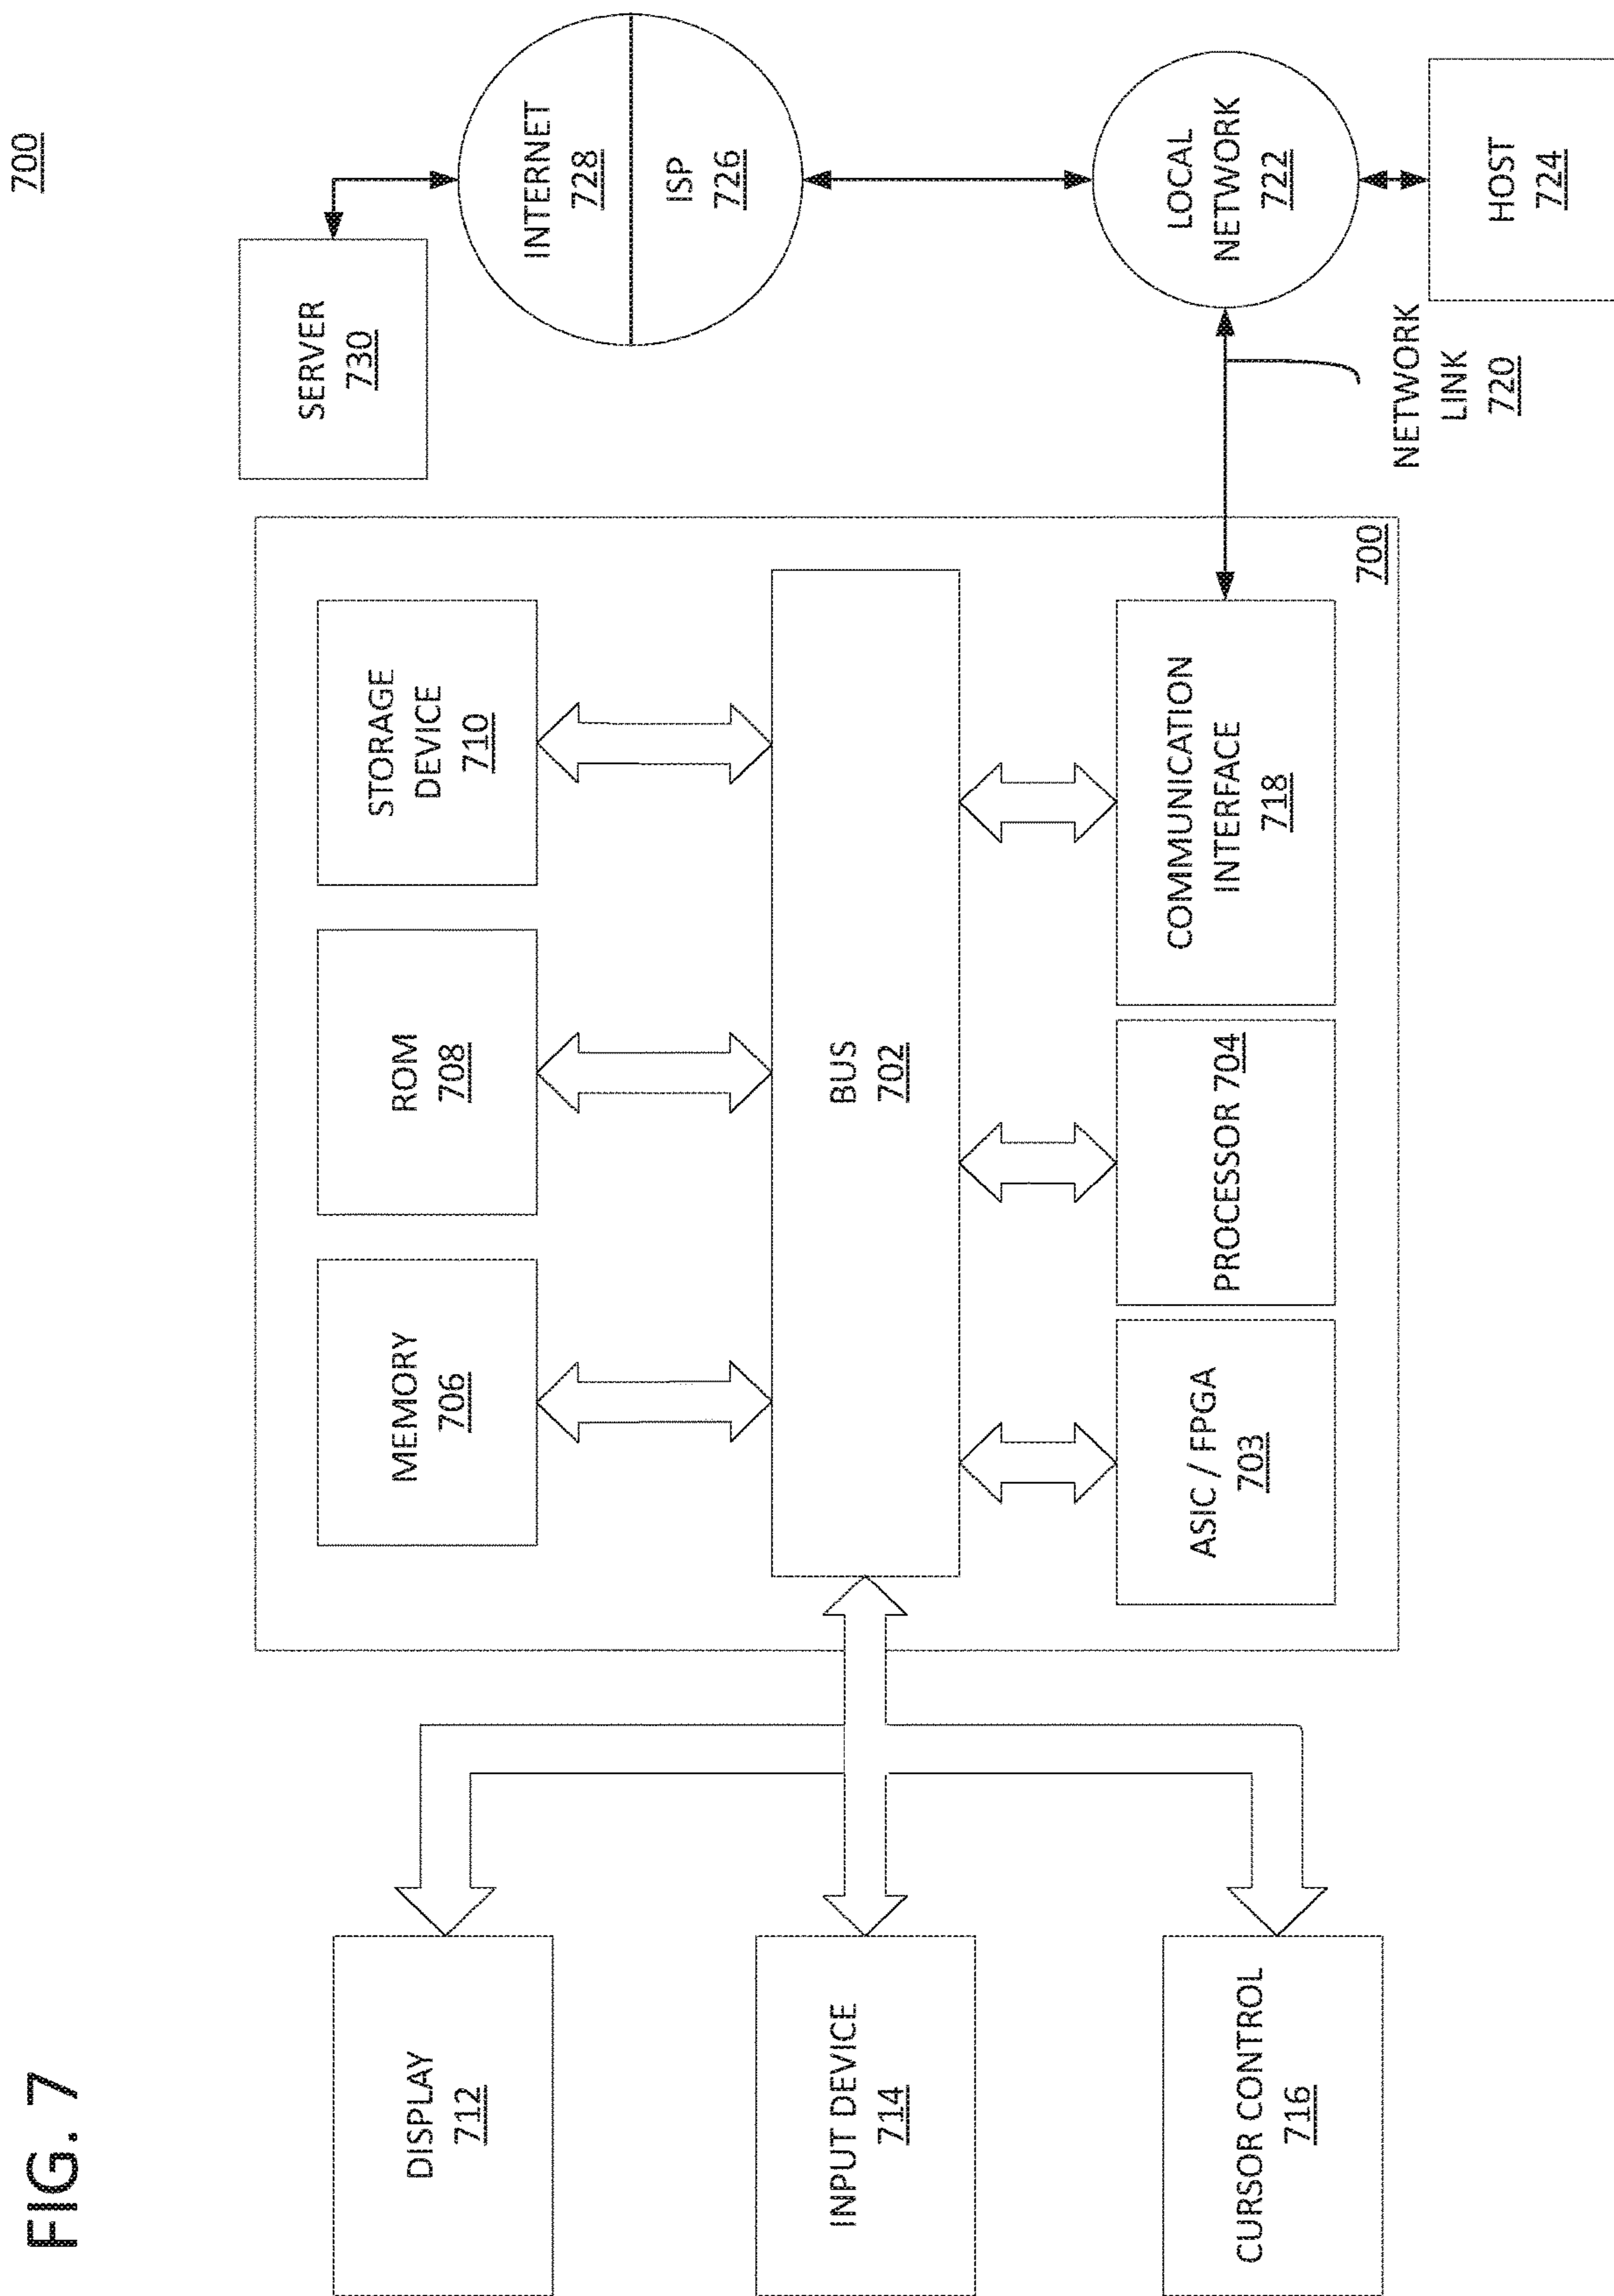 FIG. 7
700
DISPLAY
712
INPUT DEVICE
714
CURSOR CONTROL
716
MEMORY
706
ROM
708
STORAGE
DEVICE
710
BUS
702
ASIC / FPGA
703
PROCESSOR 704
COMMUNICATION
INTERFACE
718
700
SERVER
730
INTERNET
728
ISP
726
LOCAL
NETWORK
722
NETWORK
LINK
720
HOST
724